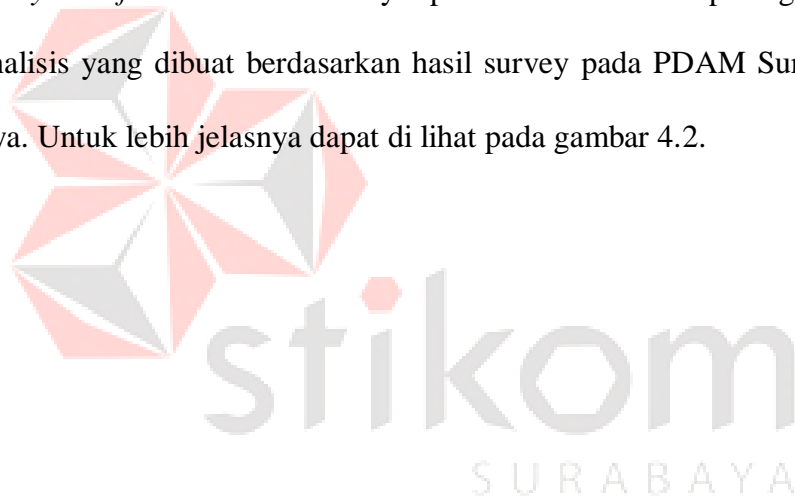 nalisis yang dibuat berdasarkan hasil survey pada PDAM Sur
ya. Untuk lebih jelasnya dapat di lihat pada gambar 4.2.
stikom
SURABAYA